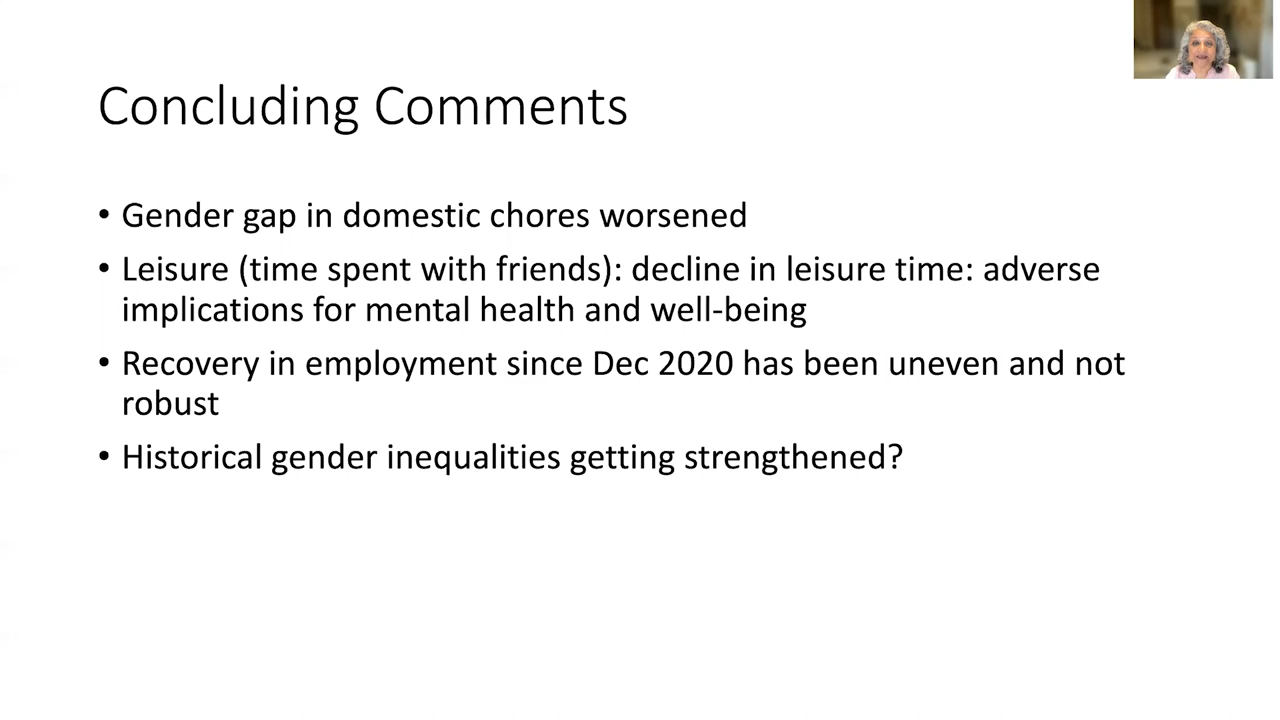 Concluding Comments
• Gender gap in domestic chores worsened
• Leisure (time spent with friends): decline in leisure time: adverse
implications for mental health and well-being
• Recovery in employment since Dec 2020 has been uneven and not
robust
• Historical gender inequalities getting strengthened?